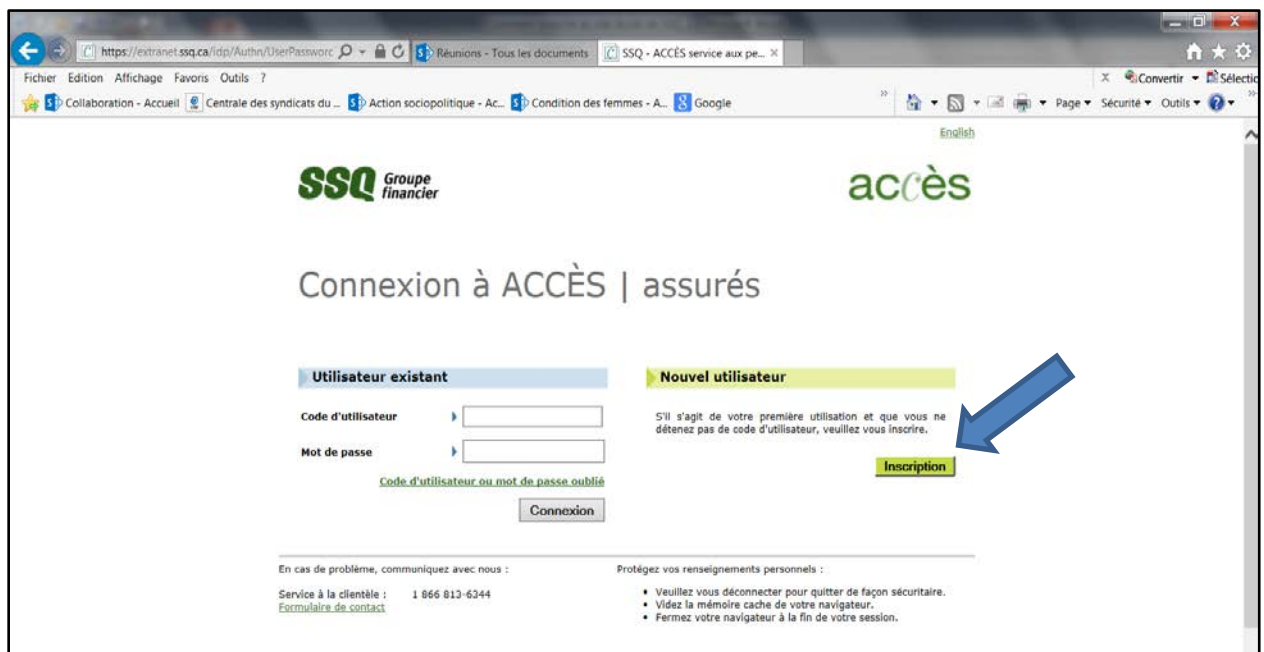 https://extranet.ssq.ca/idp/Authn/UserPassworc
Réunions - Tous les documents
SSQ - ACCÈS service aux pe...
Fichier Edition Affichage Favoris Outils ?
X Convertir Sélectio
Collaboration - Accueil Centrale des syndicats du ... Action sociopolitique - Ac... Condition des femmes - A... Google
Page Sécurité Outils
English
SSQ Groupe financier
accès
Connexion à ACCÈS | assurés
Utilisateur existant
Code d'utilisateur
Mot de passe
Code d'utilisateur ou mot de passe oublié
Connexion
Nouvel utilisateur
S'il s'agit de votre première utilisation et que vous ne
détenez pas de code d'utilisateur, veuillez vous inscrire.
Inscription
En cas de problème, communiquez avec nous :
Service à la clientèle : 1 866 813-6344
Formulaire de contact
Protégez vos renseignements personnels :
• Veuillez vous déconnecter pour quitter de façon sécuritaire.
• Videz la mémoire cache de votre navigateur.
• Fermez votre navigateur à la fin de votre session.